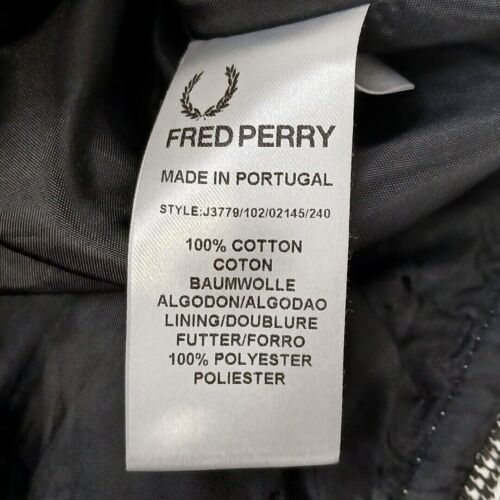 FRED PERRY
MADE IN PORTUGAL
STYLE:J3779/102/02145/240
100% COTTON
COTON
BAUMWOLLE
ALGODON/ALGODAO
LINING/DOUBLURE
FUTTER/FORRO
100% POLYESTER
POLIESTER